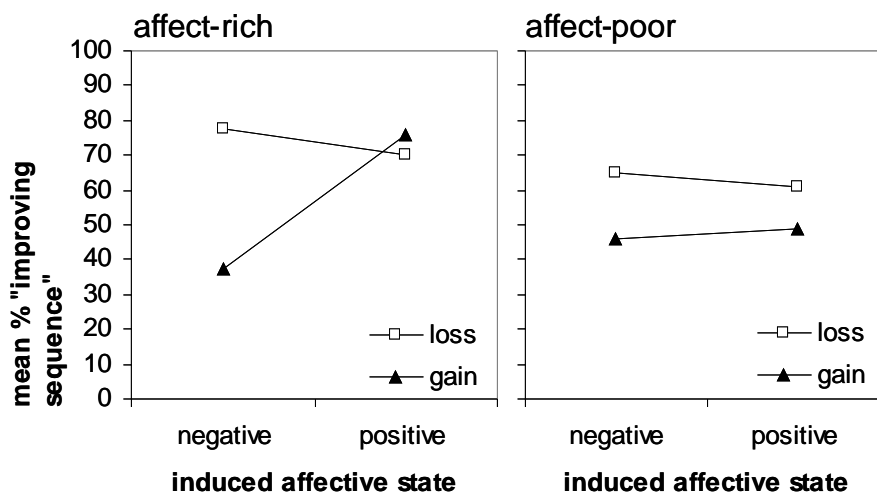 affect-rich
affect-poor
mean % "improving
sequence"
100
90
80
70
60
50
40
30
20
10
0
loss
gain
loss
gain
negative positive
negative positive
induced affective state
induced affective state